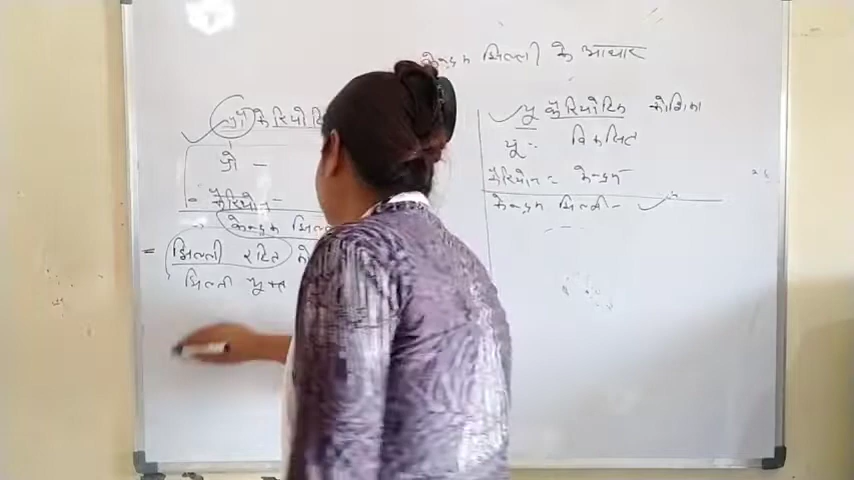 केन्द्रक झिल्ली के आधार
प्रो कैरियोटि
प्रो –
कैरियोन –
केन्द्रक झिल्ली
= झिल्ली रहित के
झिल्ली युक्त
यू कैरियोटिक कोशिका
यू :- विकसित
कैरियोन = केन्द्रक
केन्द्रक झिल्ली –